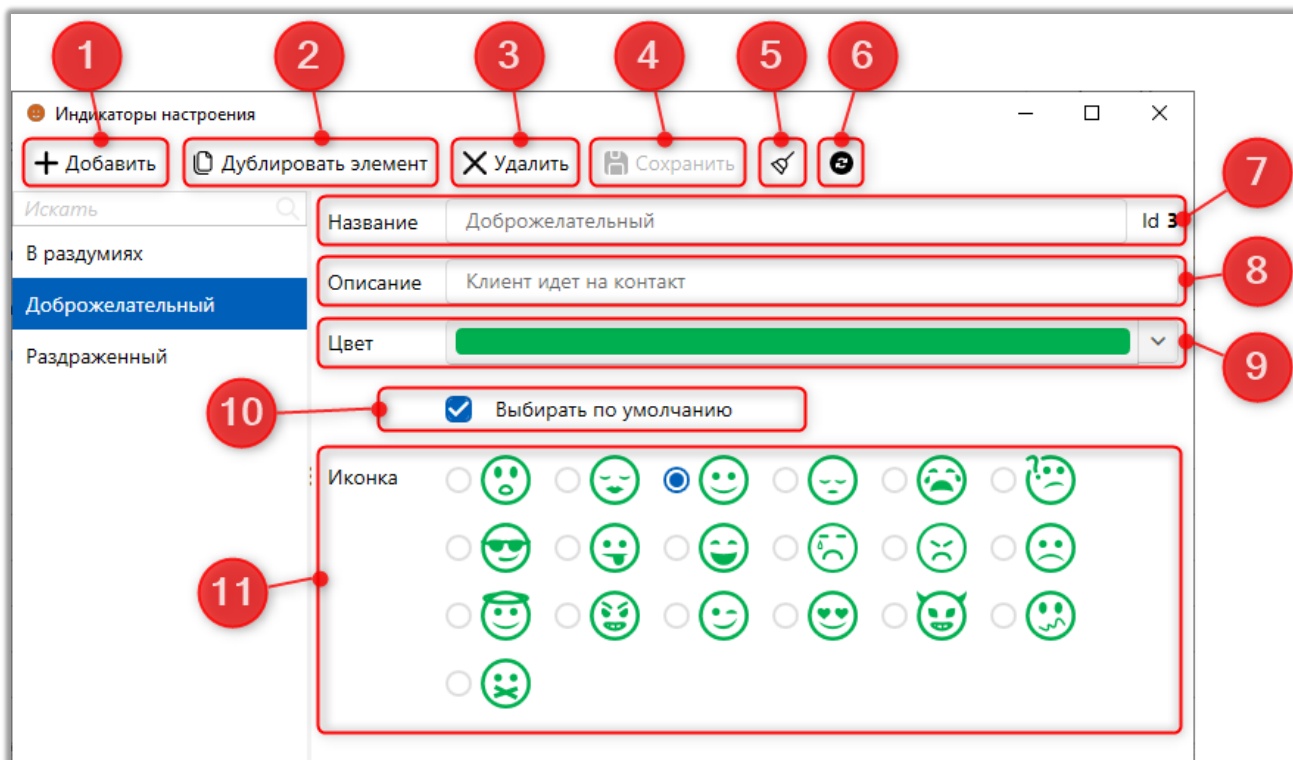 1 2 3 4 5 6
Индикаторы настроения
Добавить Дублировать элемент Удалить Сохранить
7
Искать
Название Доброжелательный Id 3
В раздумиях
8
Описание Клиент идет на контакт
Доброжелательный
Цвет
Раздраженный
9
10 Выбирать по умолчанию
Иконка
11